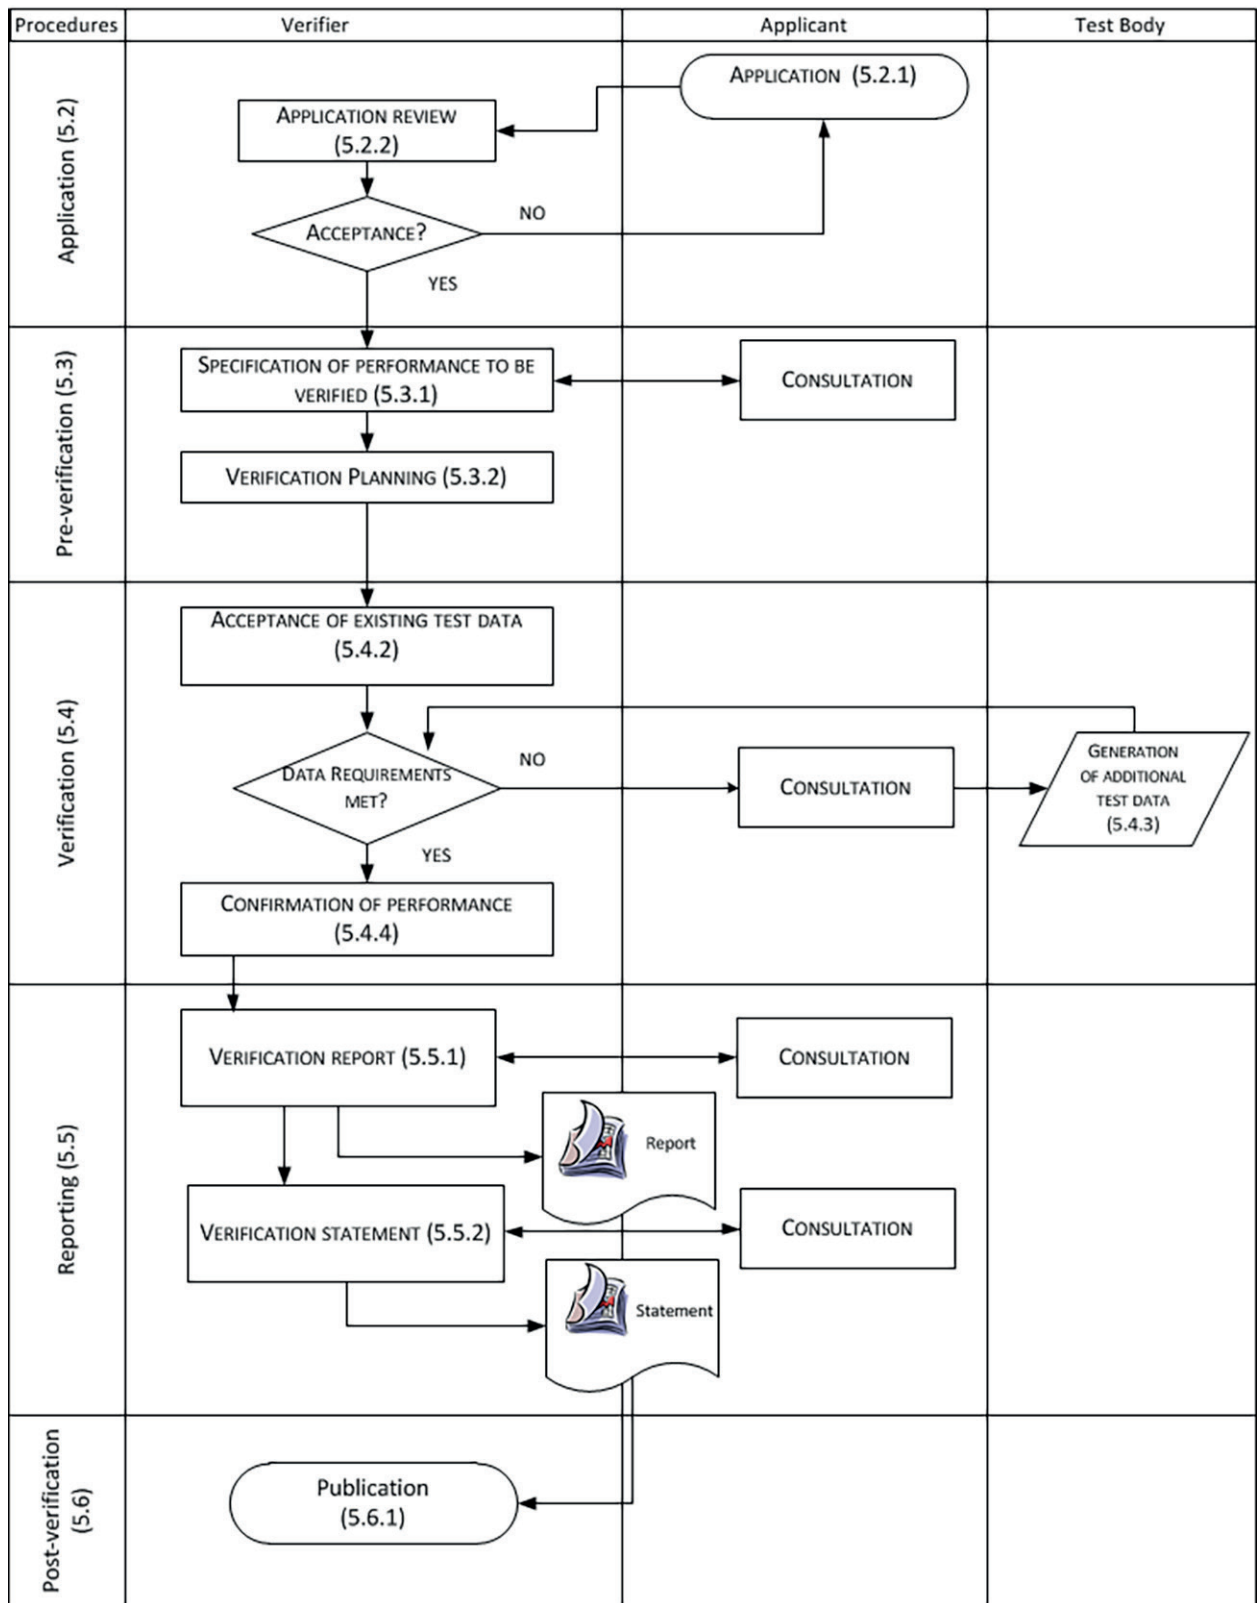 Procedures
Verifier
Applicant
Test Body
Application (5.2)
APPLICATION (5.2.1)
APPLICATION REVIEW
(5.2.2)
ACCEPTANCE?
NO
YES
Pre-verification (5.3)
SPECIFICATION OF PERFORMANCE TO BE
VERIFIED (5.3.1)
CONSULTATION
VERIFICATION PLANNING (5.3.2)
Verification (5.4)
ACCEPTANCE OF EXISTING TEST DATA
(5.4.2)
DATA REQUIREMENTS
MET?
NO
CONSULTATION
GENERATION
OF ADDITIONAL
TEST DATA
(5.4.3)
YES
CONFIRMATION OF PERFORMANCE
(5.4.4)
Reporting (5.5)
VERIFICATION REPORT (5.5.1)
CONSULTATION
Report
VERIFICATION STATEMENT (5.5.2)
CONSULTATION
Statement
Post-verification
(5.6)
Publication
(5.6.1)